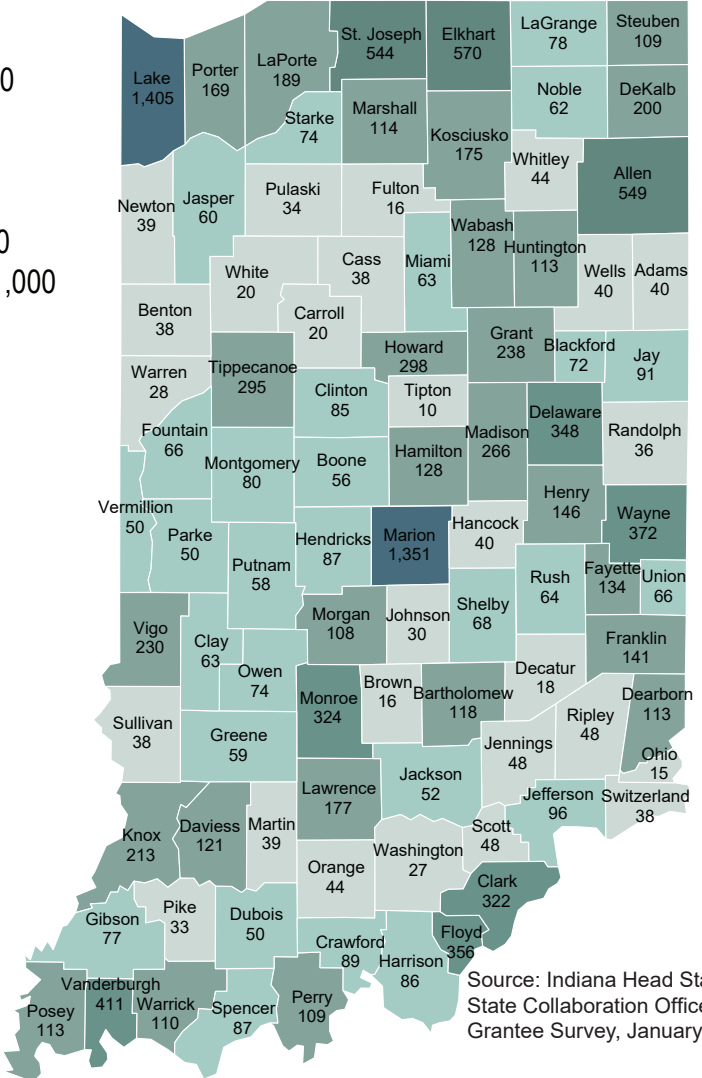 0
0
,000
St. Joseph
544
Elkhart
570
LaGrange
78
Steuben
109
Lake
1,405
Porter
169
LaPorte
189
Noble
62
DeKalb
200
Starke
74
Marshall
114
Kosciusko
175
Whitley
44
Allen
549
Newton
39
Jasper
60
Pulaski
34
Fulton
16
Wabash
128
Huntington
113
White
20
Cass
38
Miami
63
Wells
40
Adams
40
Benton
38
Carroll
20
Howard
298
Grant
238
Blackford
72
Jay
91
Warren
28
Tippecanoe
295
Clinton
85
Tipton
10
Delaware
348
Randolph
36
Fountain
66
Montgomery
80
Boone
56
Hamilton
128
Madison
266
Henry
146
Wayne
372
Vermillion
50
Parke
50
Putnam
58
Hendricks
87
Marion
1,351
Hancock
40
Rush
64
Fayette
134
Union
66
Vigo
230
Clay
63
Owen
74
Morgan
108
Johnson
30
Shelby
68
Franklin
141
Sullivan
38
Greene
59
Monroe
324
Brown
16
Bartholomew
118
Decatur
18
Ripley
48
Dearborn
113
Jennings
48
Ohio
15
Lawrence
177
Jackson
52
Jefferson
96
Switzerland
38
Knox
213
Daviess
121
Martin
39
Orange
44
Washington
27
Scott
48
Clark
322
Gibson
77
Pike
33
Dubois
50
Crawford
89
Harrison
86
Floyd
356
Posey
113
Vanderburgh
411
Warrick
110
Spencer
87
Perry
109
Source: Indiana Head Sta
State Collaboration Office
Grantee Survey, January